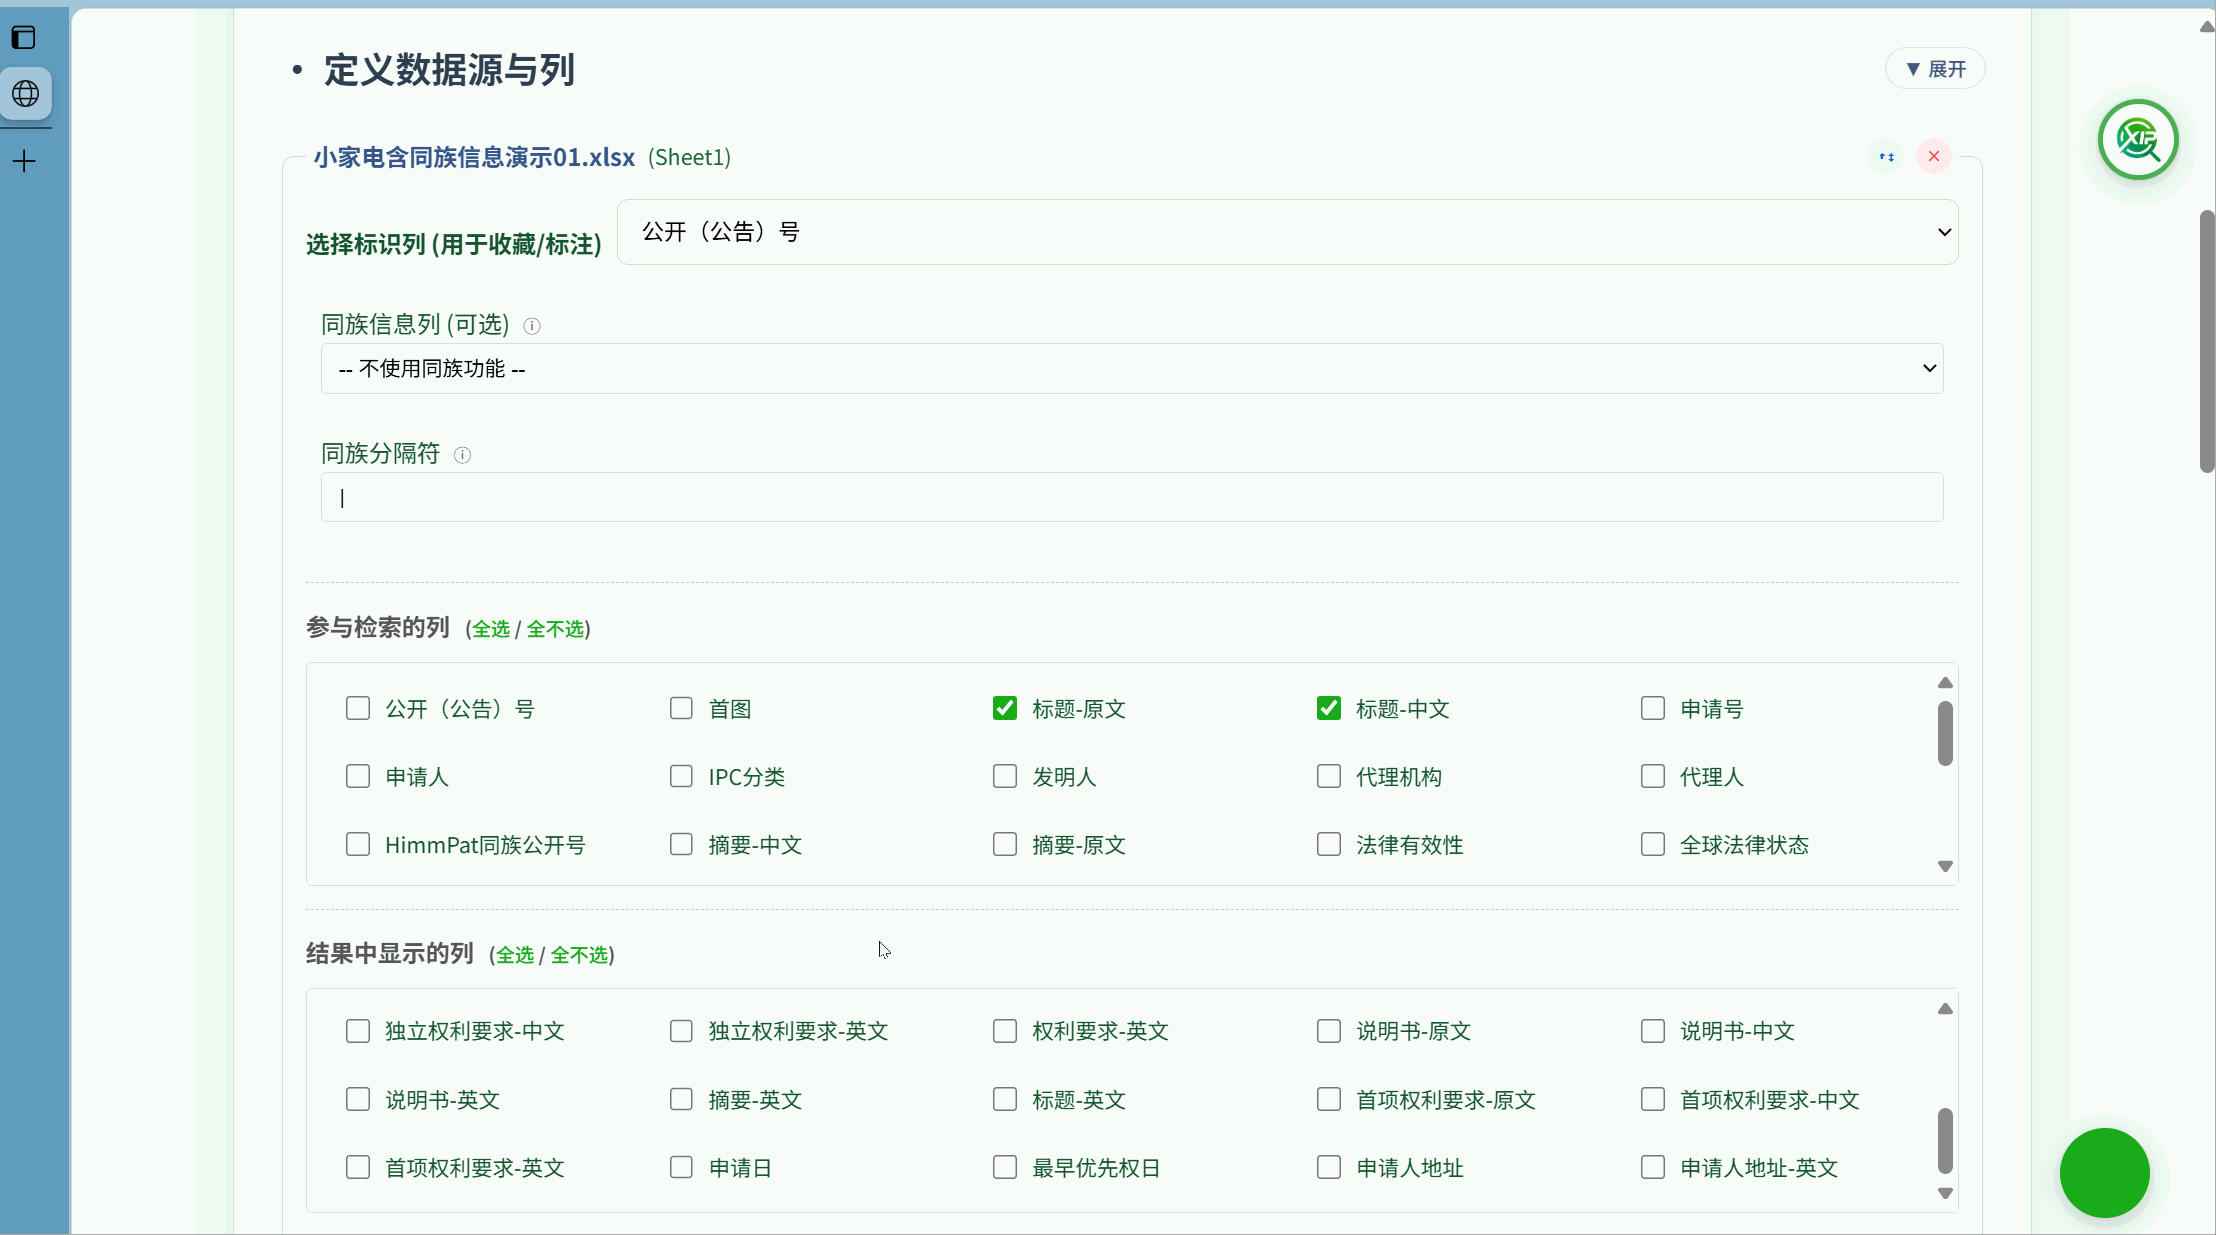 • 定义数据源与列
▼ 展开
小家电含同族信息演示01.xlsx (Sheet1)
选择标识列 (用于收藏/标注)
公开（公告）号
同族信息列 (可选) ⓘ
-- 不使用同族功能 --
同族分隔符 ⓘ
|
参与检索的列 (全选 / 全不选)
公开（公告）号 首图 标题-原文 标题-中文 申请号
申请人 IPC分类 发明人 代理机构 代理人
HimmPat同族公开号 摘要-中文 摘要-原文 法律有效性 全球法律状态
结果中显示的列 (全选 / 全不选)
独立权利要求-中文 独立权利要求-英文 权利要求-英文 说明书-原文 说明书-中文
说明书-英文 摘要-英文 标题-英文 首项权利要求-原文 首项权利要求-中文
首项权利要求-英文 申请日 最早优先权日 申请人地址 申请人地址-英文